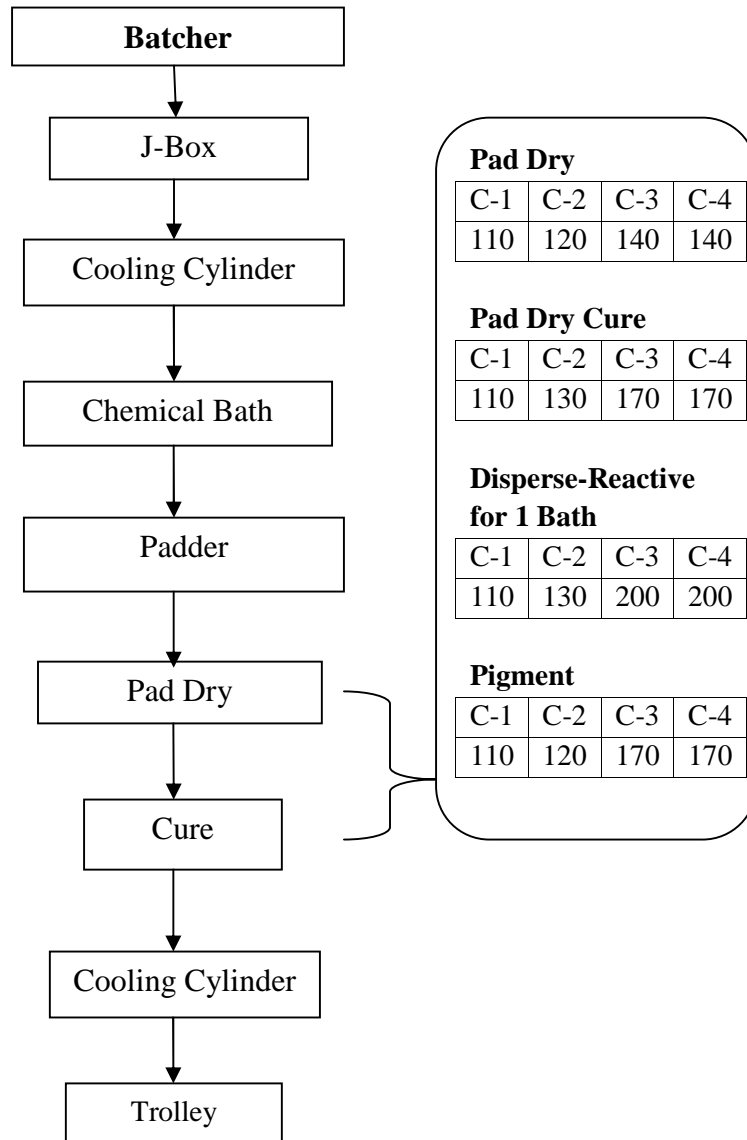 Batcher
J-Box
Cooling Cylinder
Chemical Bath
Padder
Pad Dry
Cure
Cooling Cylinder
Trolley
Pad Dry
C-1 C-2 C-3 C-4
110 120 140 140
Pad Dry Cure
C-1 C-2 C-3 C-4
110 130 170 170
Disperse-Reactive
for 1 Bath
C-1 C-2 C-3 C-4
110 130 200 200
Pigment
C-1 C-2 C-3 C-4
110 120 170 170